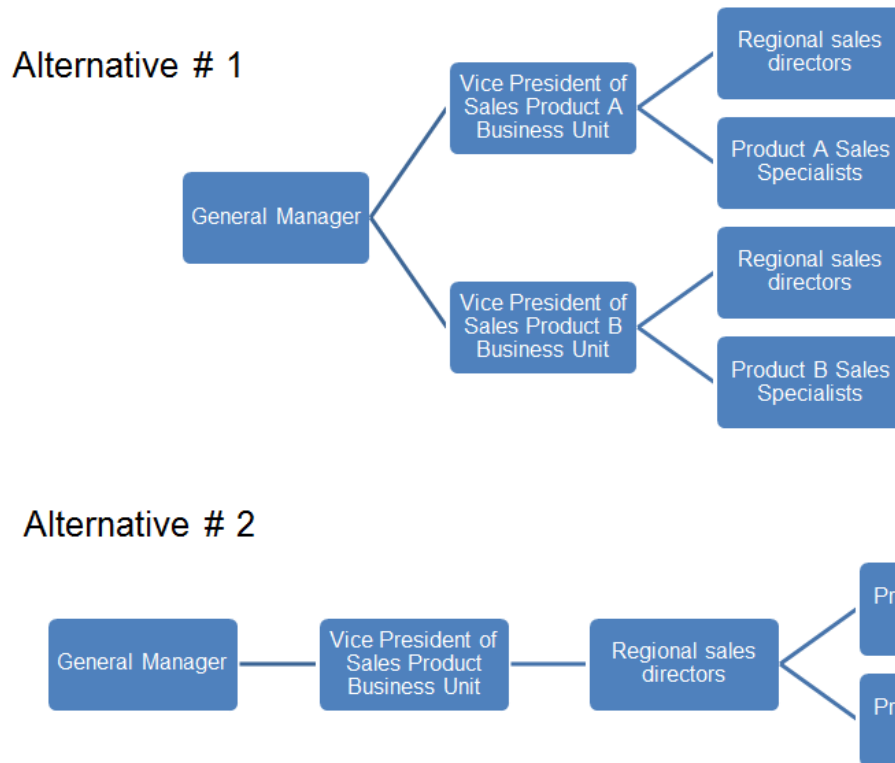 Alternative # 1
General Manager
Vice President of
Sales Product A
Business Unit
Regional sales
directors
Product A Sales
Specialists
Vice President of
Sales Product B
Business Unit
Regional sales
directors
Product B Sales
Specialists
Alternative # 2
General Manager
Vice President of
Sales Product
Business Unit
Regional sales
directors